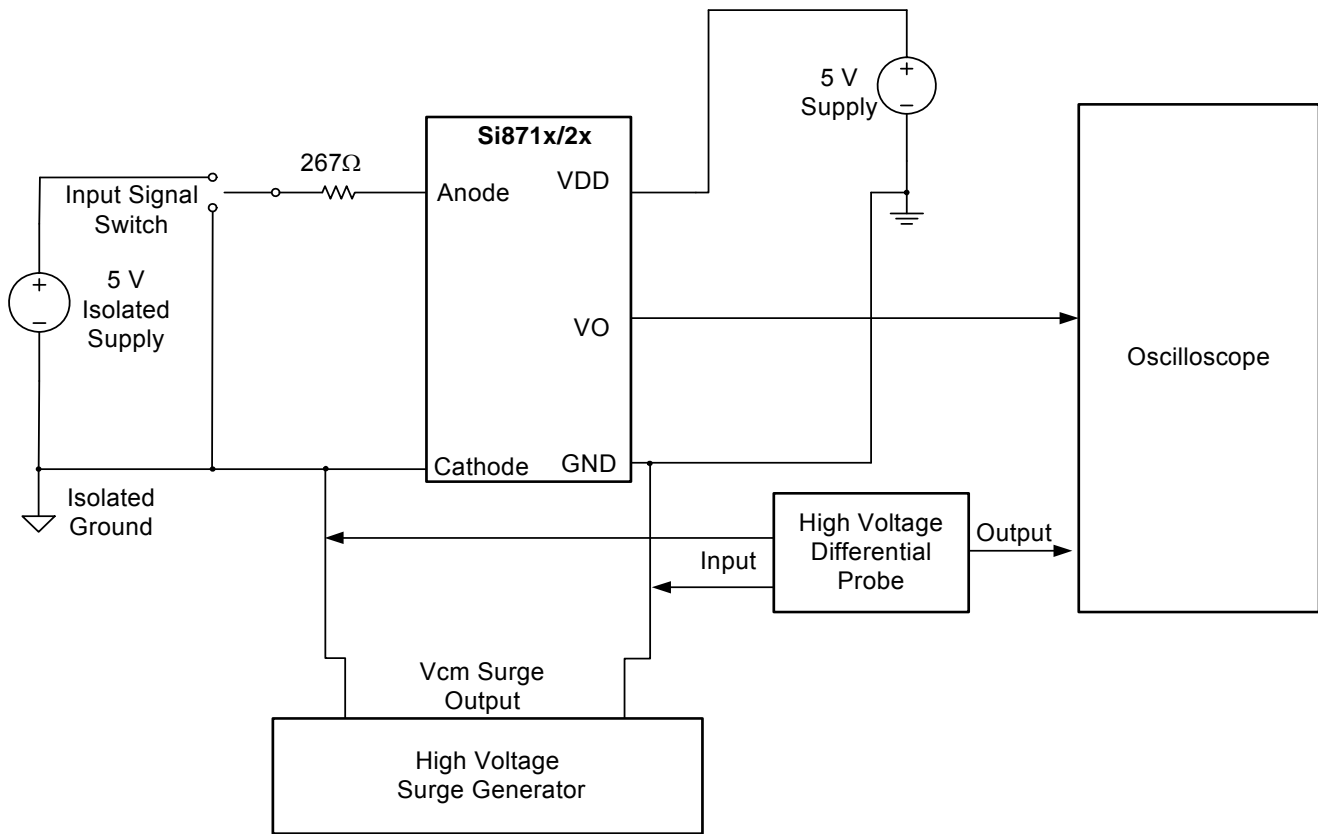 5 V
Supply
+
−
Si871x/2x
267Ω
Input Signal
Switch
Anode
VDD
5 V
Isolated
Supply
+
−
VO
Oscilloscope
Cathode
GND
Isolated
Ground
High Voltage
Differential
Probe
Input
Output
Vcm Surge
Output
High Voltage
Surge Generator